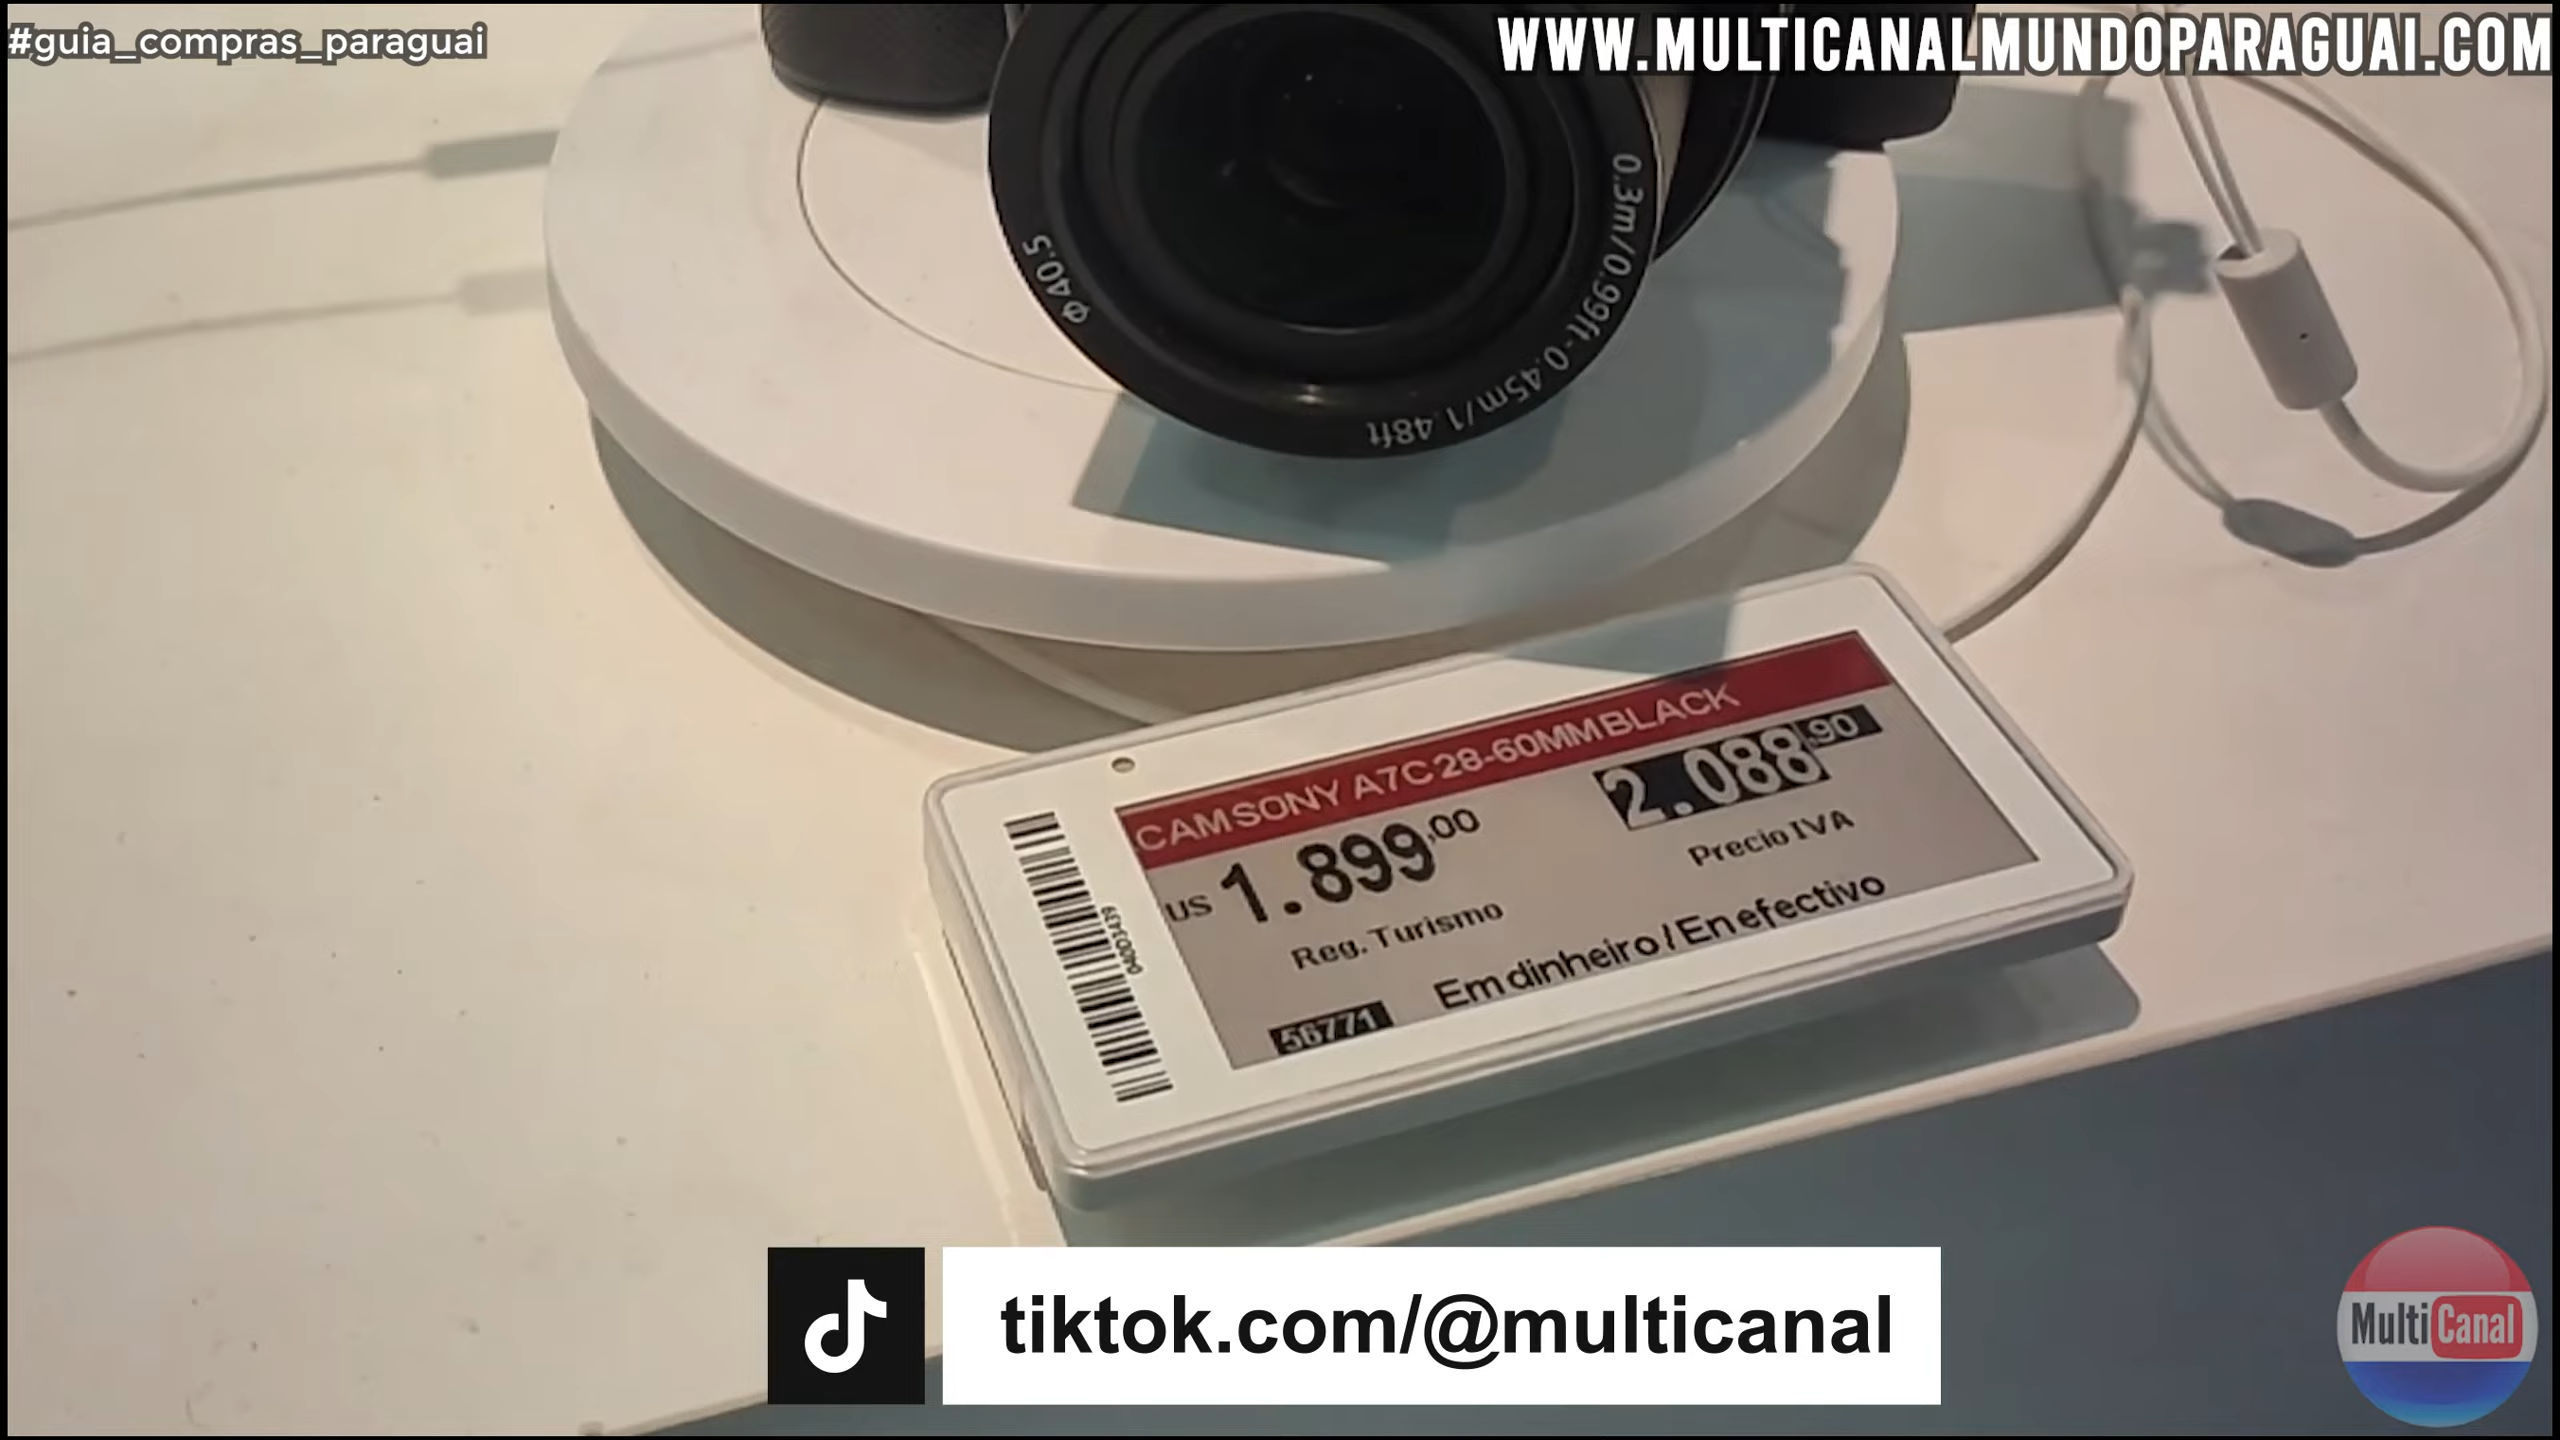 #guia_compras_paraguai
WWW.MULTICANALMUNDOPARAGUAI.COM
0.3m/0.99ft-0.45m/1.48ft
φ40.5
CAM SONY A7C 28-60MM BLACK
US 1.899,00
2.088,90
Reg. Turismo
Precio IVA
Em dinheiro / En efectivo
56771
04001439
tiktok.com/@multicanal
MultiCanal